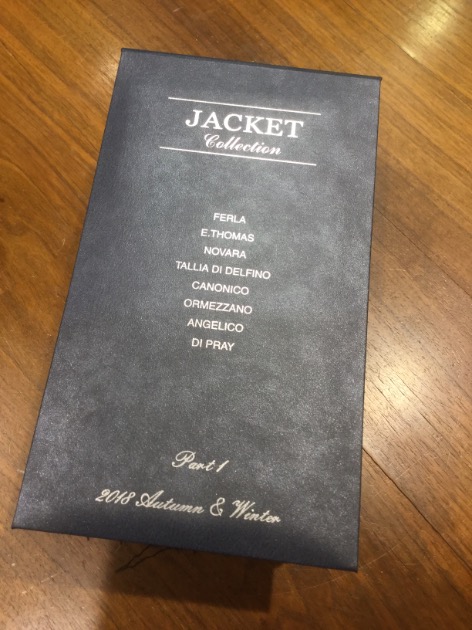 JACKET
Collection
FERLA
E.THOMAS
NOVARA
TALLIA DI DELFINO
CANONICO
ORMEZZANO
ANGELICO
DI PRAY
Part 1
2018 Autumn & Winter